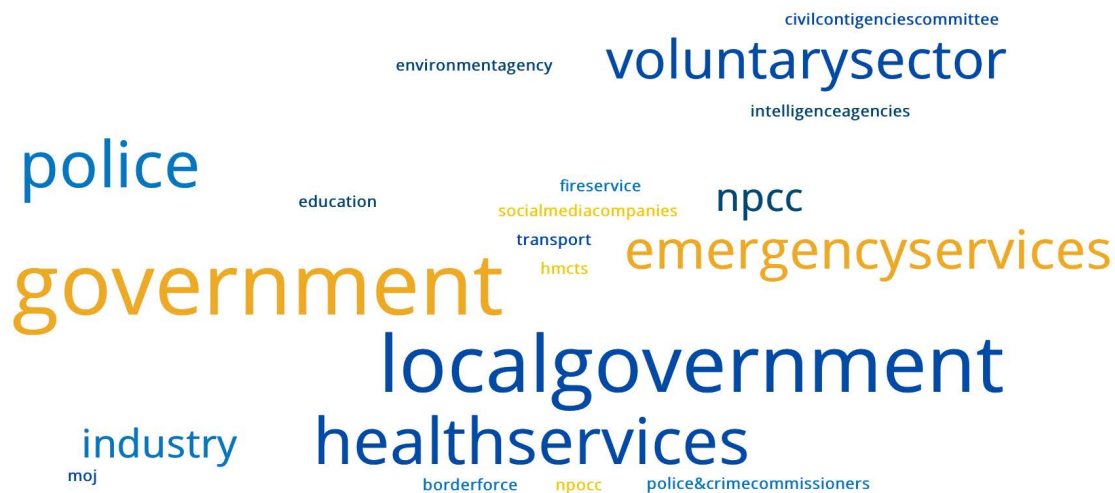 civilcontigenciescommittee
voluntarysector
environmentagency
intelligenceagencies
police
education
fireservice
npcc
socialmediacompanies
transport
emergencyservices
hmcts
government
localgovernment
healthservices
industry
moj
borderforce
npocc
police&crimecommissioners